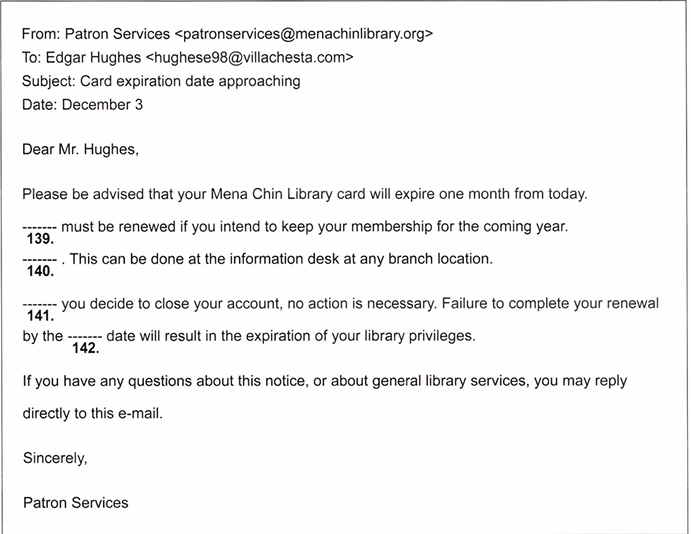 From: Patron Services <patronservices@menachinlibrary.org>
To: Edgar Hughes <hughese98@villachesta.com>
Subject: Card expiration date approaching
Date: December 3
Dear Mr. Hughes,
Please be advised that your Mena Chin Library card will expire one month from today.
------- must be renewed if you intend to keep your membership for the coming year.
139.
------- . This can be done at the information desk at any branch location.
140.
------- you decide to close your account, no action is necessary. Failure to complete your renewal
141.
by the ------- date will result in the expiration of your library privileges.
142.
If you have any questions about this notice, or about general library services, you may reply
directly to this e-mail.
Sincerely,
Patron Services